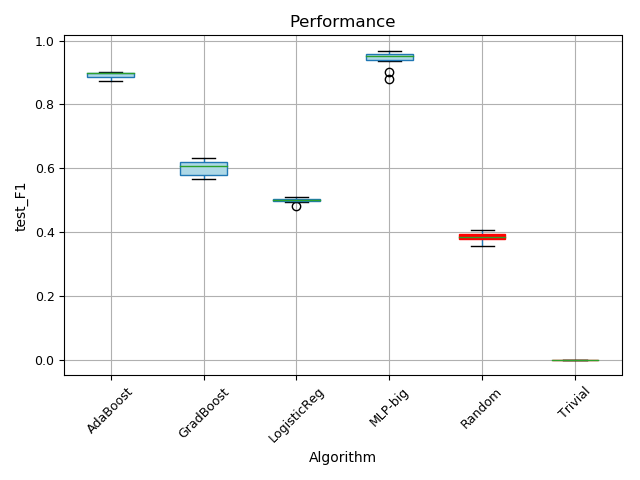 Performance
1.0
0.8
0.6
0.4
0.2
0.0
test_F1
AdaBoost
GradBoost
LogisticReg
MLP-big
Random
Trivial
Algorithm